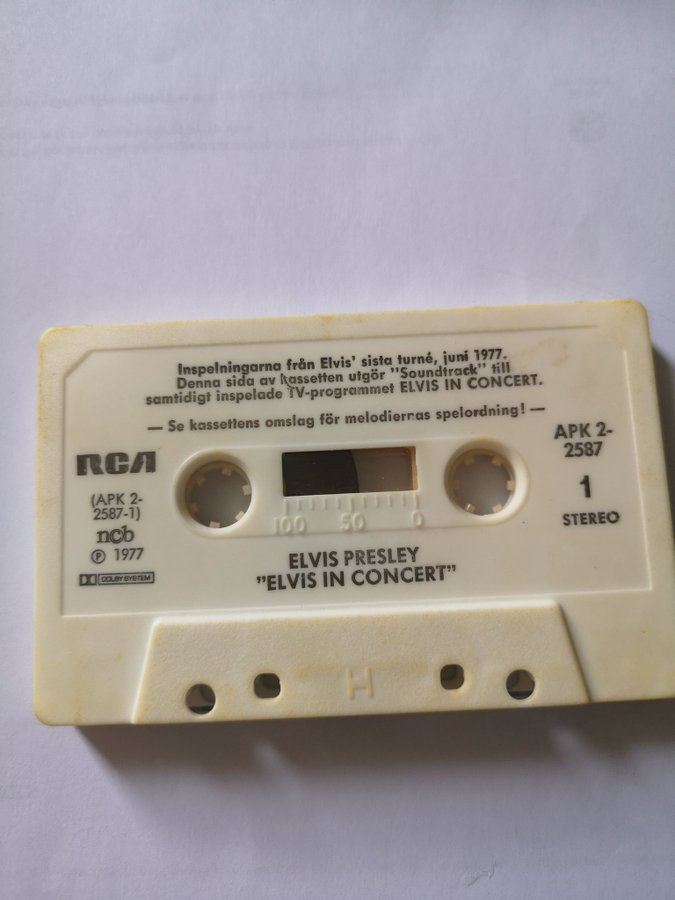 Inspelningarna från Elvis' sista turné, juni 1977.
Denna sida av kassetten utgör "Soundtrack" till
samtidigt inspelade TV-programmet ELVIS IN CONCERT.
— Se kassettens omslag för melodiernas spelordning! —
RCA
(APK 2-
2587-1)
ncb
℗ 1977
DOLBY SYSTEM
APK 2-
2587
1
STEREO
100 50 0
ELVIS PRESLEY
"ELVIS IN CONCERT"
H